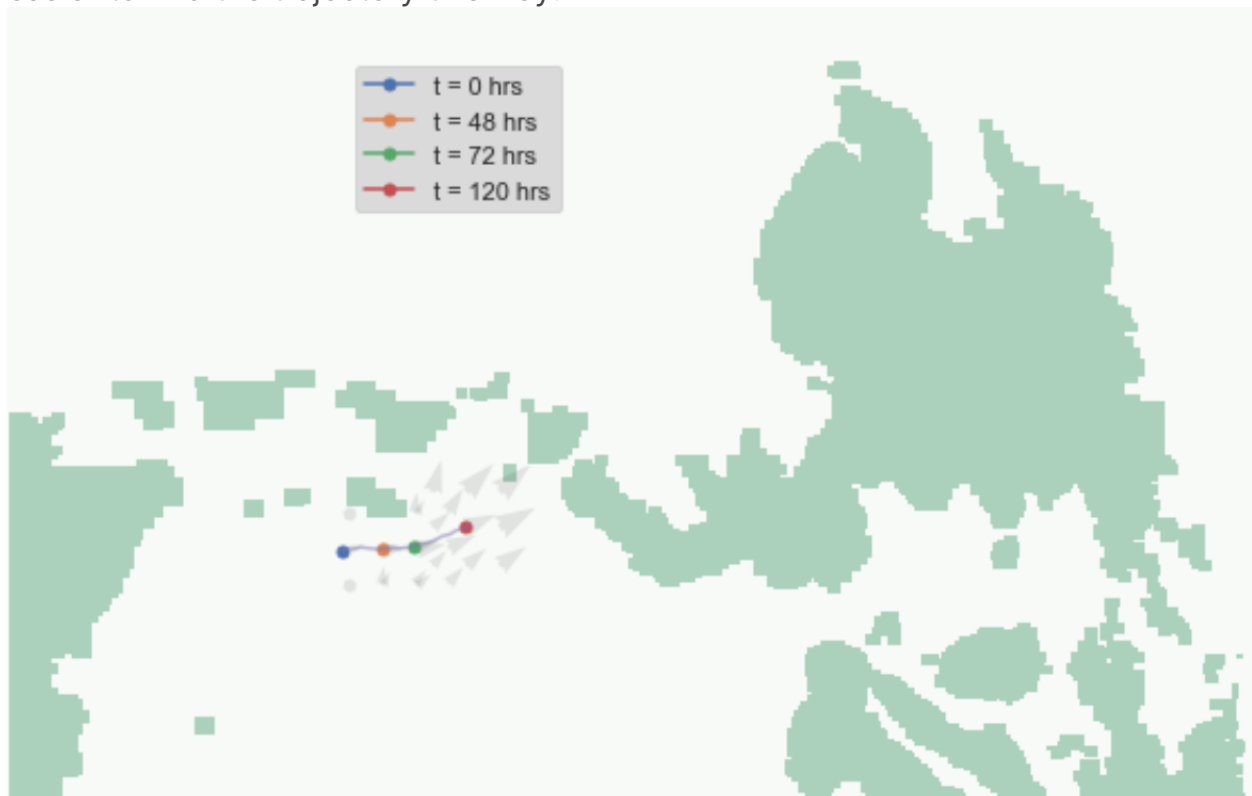 t = 0 hrs
t = 48 hrs
t = 72 hrs
t = 120 hrs